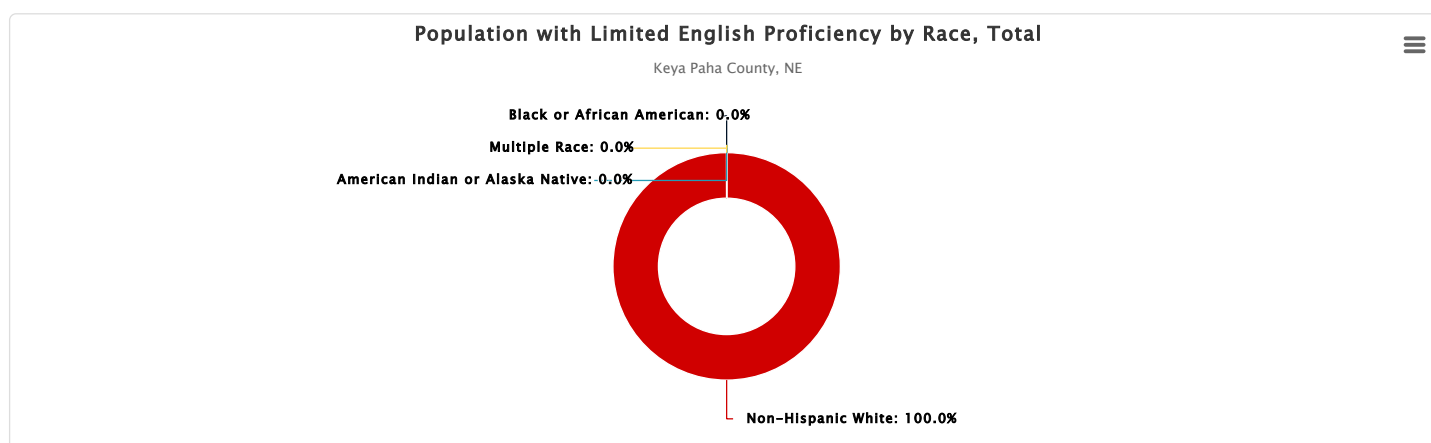 Population with Limited English Proficiency by Race, Total
Keya Paha County, NE
Black or African American: 0.0%
Multiple Race: 0.0%
American Indian or Alaska Native: 0.0%
Non-Hispanic White: 100.0%